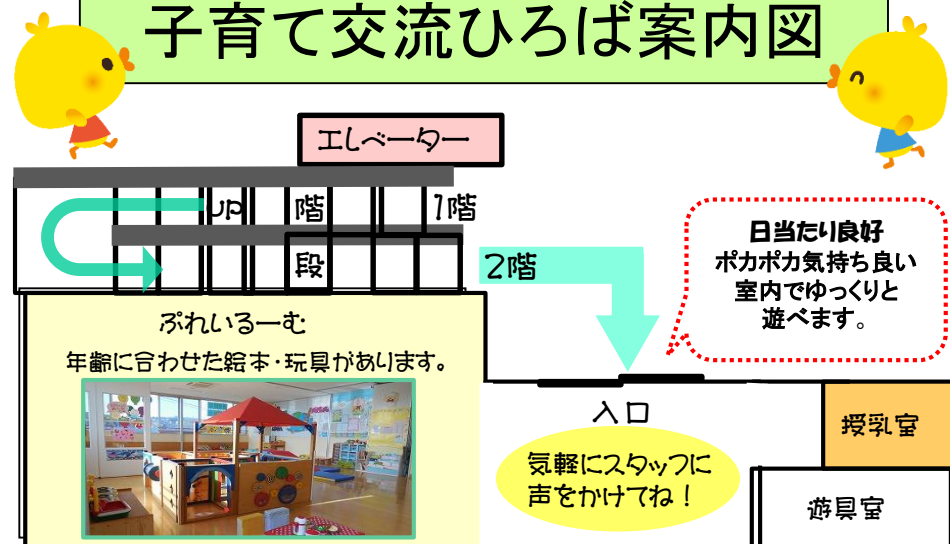 子育て交流ひろば案内図
エレベーター
UP
階
段
1階
2階
日当たり良好
ポカポカ気持ち良い
室内でゆっくりと
遊べます。
ぷれいるーむ
年齢に合わせた絵本・玩具があります。
入口
気軽にスタッフに
声をかけてね！
授乳室
遊具室